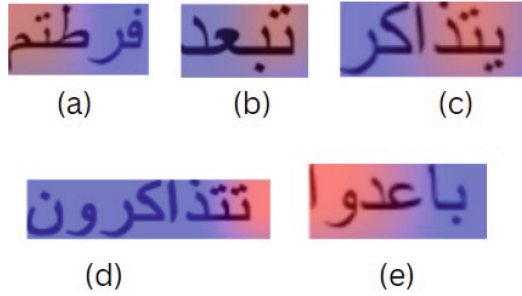 فرطتم
(a)
تبعد
(b)
يتذاكر
(c)
تتذاكرون
(d)
باعدوا
(e)